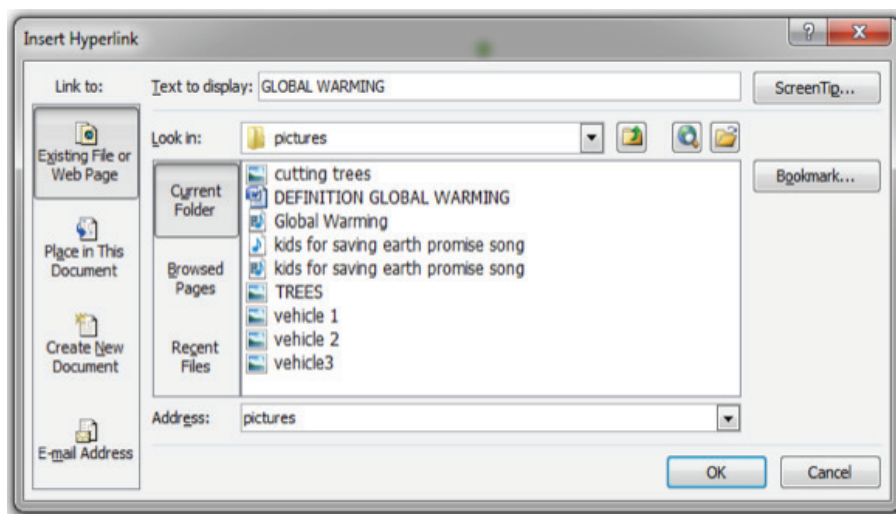 Insert Hyperlink
Link to:
Text to display: GLOBAL WARMING
ScreenTip...
Existing File or
Web Page
Look in: pictures
Bookmark...
Current
Folder
cutting trees
DEFINITION GLOBAL WARMING
Global Warming
kids for saving earth promise song
kids for saving earth promise song
TREES
vehicle 1
vehicle 2
vehicle3
Place in This
Document
Browsed
Pages
Create New
Document
Recent
Files
E-mail Address
Address: pictures
OK
Cancel